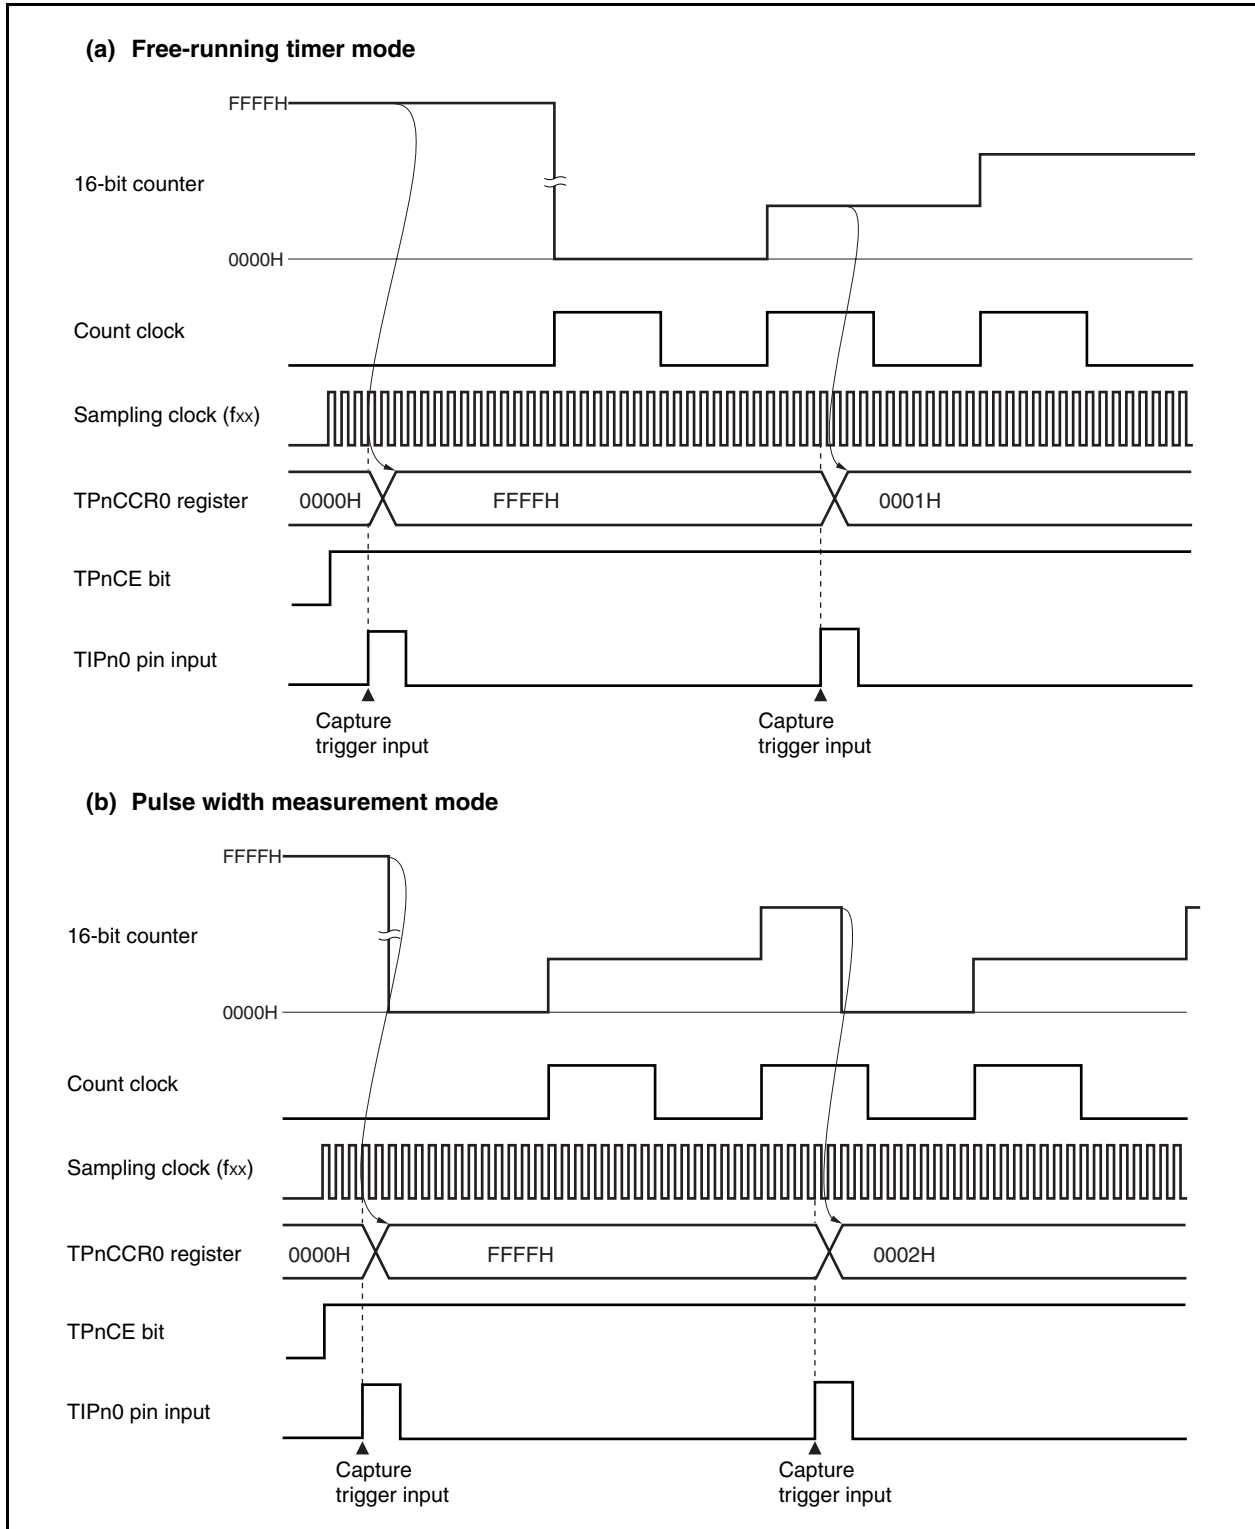 (a) Free-running timer mode
FFFFH
16-bit counter
0000H
Count clock
Sampling clock (fxx)
TPnCCR0 register
0000H
FFFFH
0001H
TPnCE bit
TIPn0 pin input
Capture
trigger input
Capture
trigger input
(b) Pulse width measurement mode
FFFFH
16-bit counter
0000H
Count clock
Sampling clock (fxx)
TPnCCR0 register
0000H
FFFFH
0002H
TPnCE bit
TIPn0 pin input
Capture
trigger input
Capture
trigger input